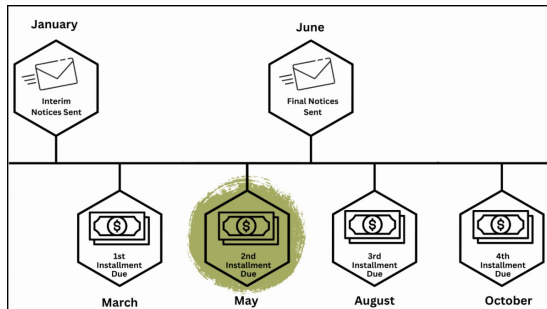 January
June
Interim
Notices Sent
Final Notices
Sent
$
1st
Installment
Due
$
2nd
Installment
Due
$
3rd
Installment
Due
$
4th
Installment
Due
March
May
August
October